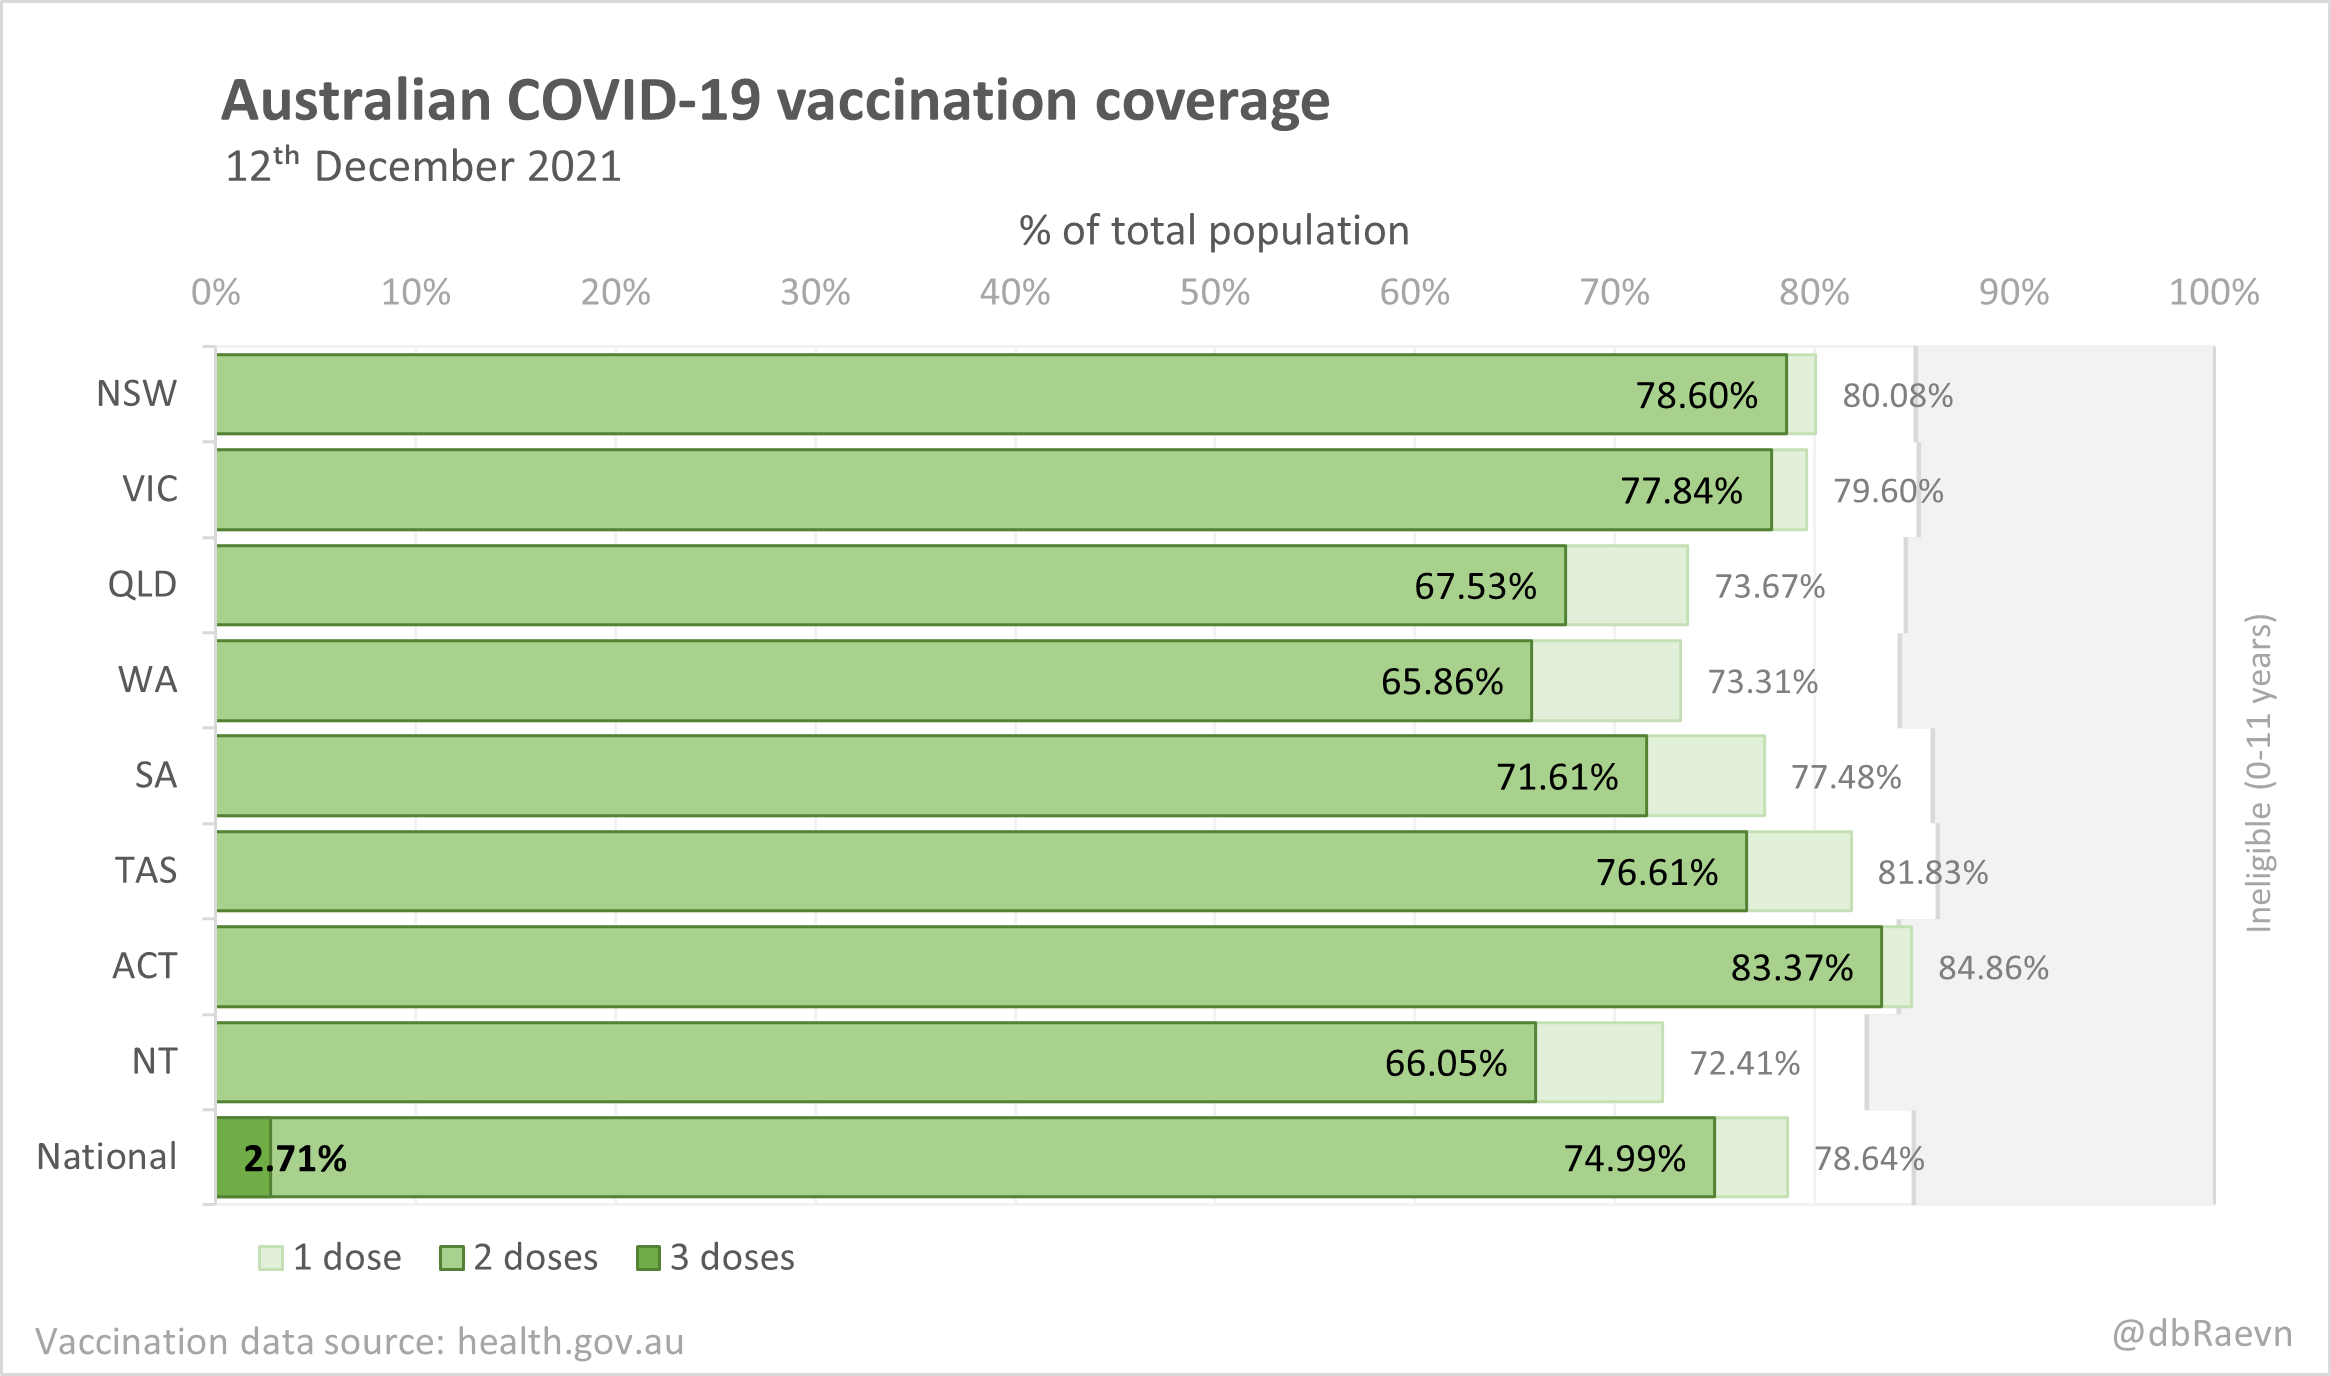 Australian COVID-19 vaccination coverage
12th December 2021
% of total population
0% 10% 20% 30% 40% 50% 60% 70% 80% 90% 100%
NSW 78.60% 80.08%
VIC 77.84% 79.60%
QLD 67.53% 73.67%
WA 65.86% 73.31%
SA 71.61% 77.48%
TAS 76.61% 81.83%
ACT 83.37% 84.86%
NT 66.05% 72.41%
National 2.71% 74.99% 78.64%
Ineligible (0-11 years)
1 dose 2 doses 3 doses
Vaccination data source: health.gov.au
@dbRaevn